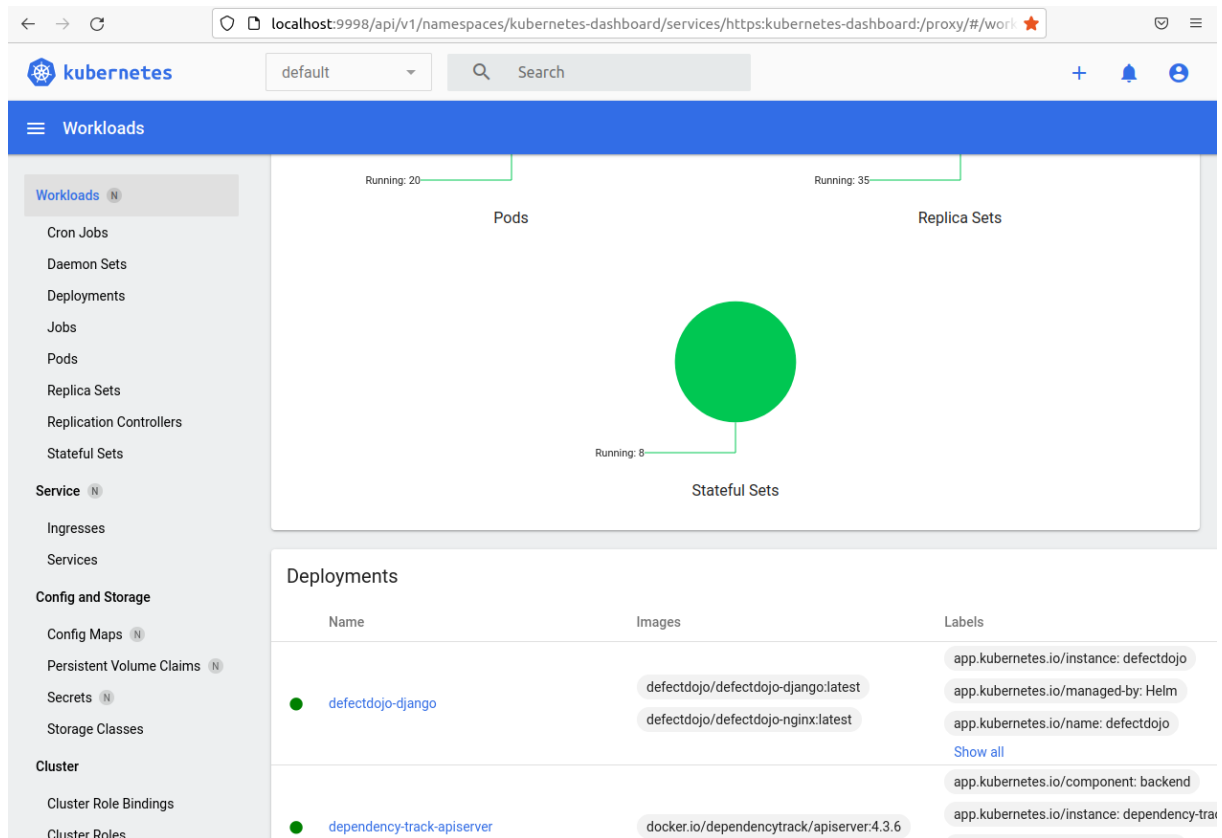 localhost:9998/api/v1/namespaces/kubernetes-dashboard/services/https:kubernetes-dashboard:/proxy/#/work
kubernetes
default
Search
Workloads
Workloads N
Cron Jobs
Daemon Sets
Deployments
Jobs
Pods
Replica Sets
Replication Controllers
Stateful Sets
Service N
Ingresses
Services
Config and Storage
Config Maps N
Persistent Volume Claims N
Secrets N
Storage Classes
Cluster
Cluster Role Bindings
Cluster Roles
Running: 20
Pods
Running: 35
Replica Sets
Running: 8
Stateful Sets
Deployments
Name Images Labels
defectdojo-django
defectdojo/defectdojo-django:latest
defectdojo/defectdojo-nginx:latest
app.kubernetes.io/instance: defectdojo
app.kubernetes.io/managed-by: Helm
app.kubernetes.io/name: defectdojo
Show all
dependency-track-apiserver
docker.io/dependencytrack/apiserver:4.3.6
app.kubernetes.io/component: backend
app.kubernetes.io/instance: dependency-trac